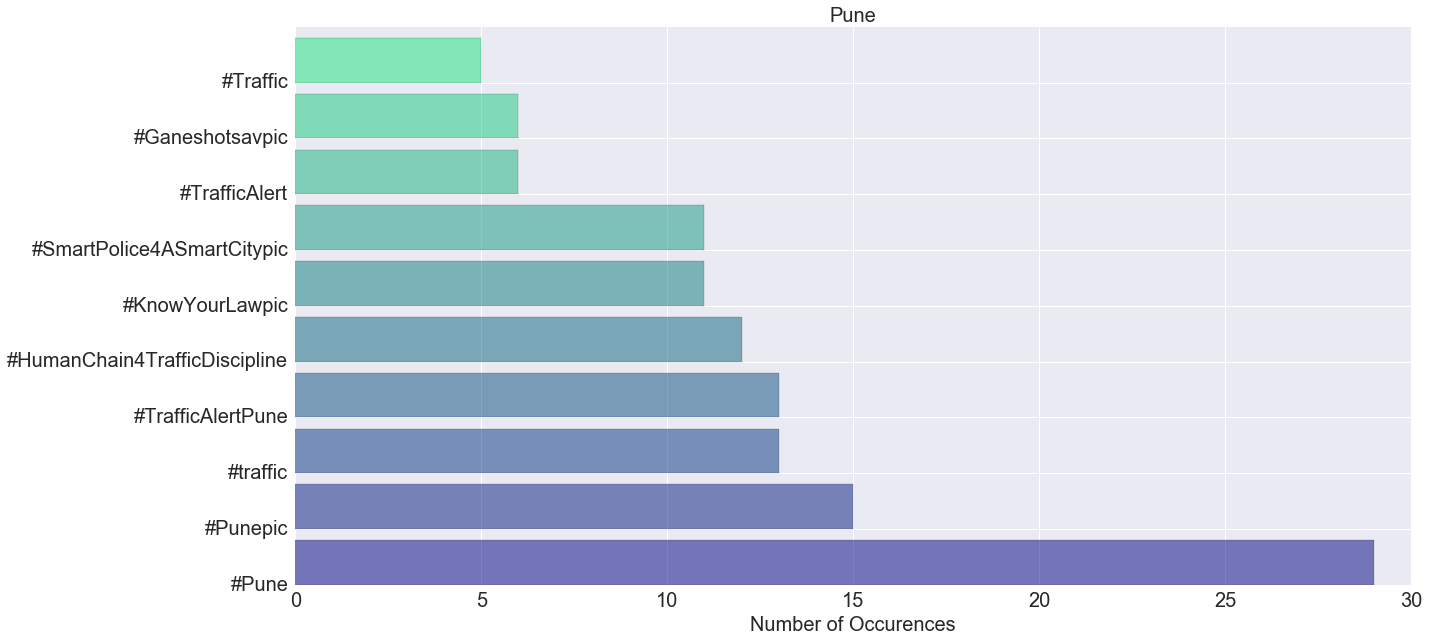 Pune
#Traffic
#Ganeshotsavpic
#TrafficAlert
#SmartPolice4ASmartCitypic
#KnowYourLawpic
#HumanChain4TrafficDiscipline
#TrafficAlertPune
#traffic
#Punepic
#Pune
0 5 10 15 20 25 30
Number of Occurences